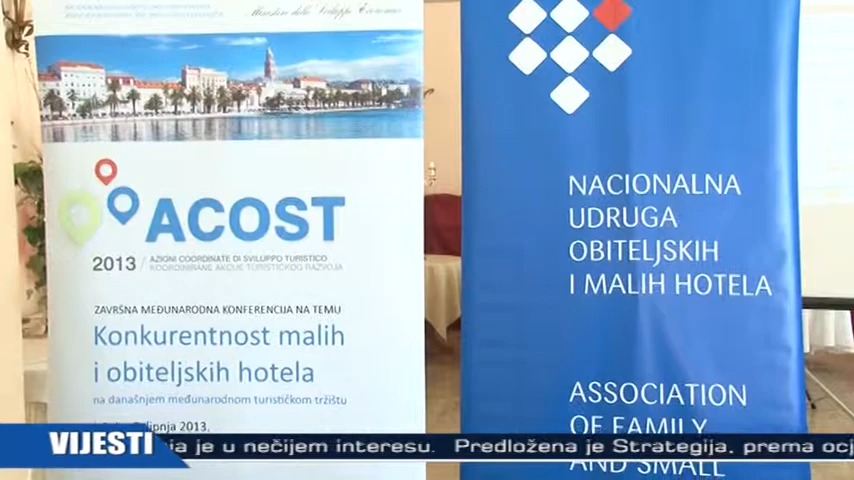 Ministero dello Sviluppo Economico
ACOST
2013 / AZIONI COORDINATE DI SVILUPPO TURISTICO
KOORDINIRANE AKCIJE TURISTIČKOG RAZVOJA
ZAVRŠNA MEĐUNARODNA KONFERENCIJA NA TEMU
Konkurentnost malih
i obiteljskih hotela
na današnjem međunarodnom turističkom tržištu
lipnja 2013.
NACIONALNA
UDRUGA
OBITELJSKIH
I MALIH HOTELA
ASSOCIATION
OF FAMILY
AND SMALL
VIJESTI
je u nečijem interesu. Predložena je Strategija, prema ocj